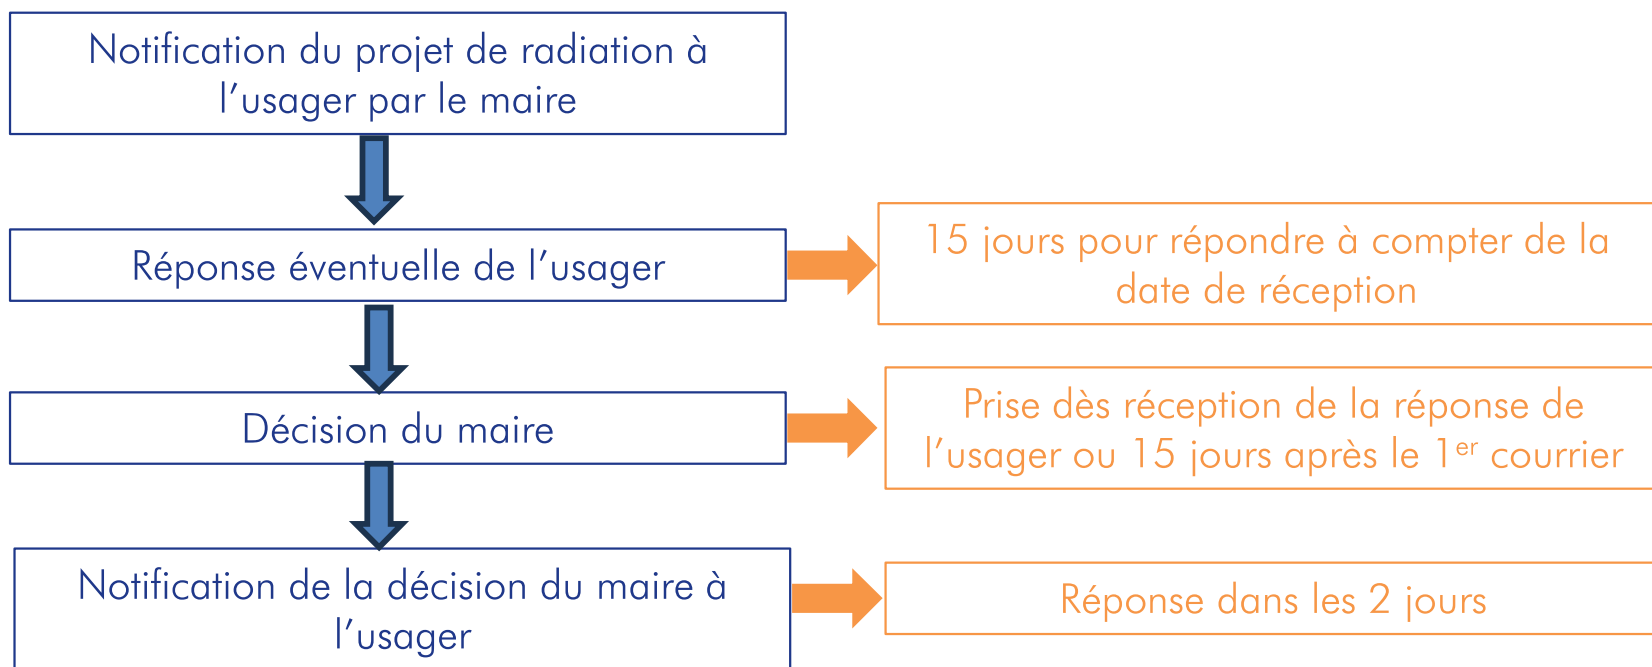 Notification du projet de radiation à
l'usager par le maire
Réponse éventuelle de l'usager
15 jours pour répondre à compter de la
date de réception
Décision du maire
Prise dès réception de la réponse de
l'usager ou 15 jours après le 1er courrier
Notification de la décision du maire à
l'usager
Réponse dans les 2 jours